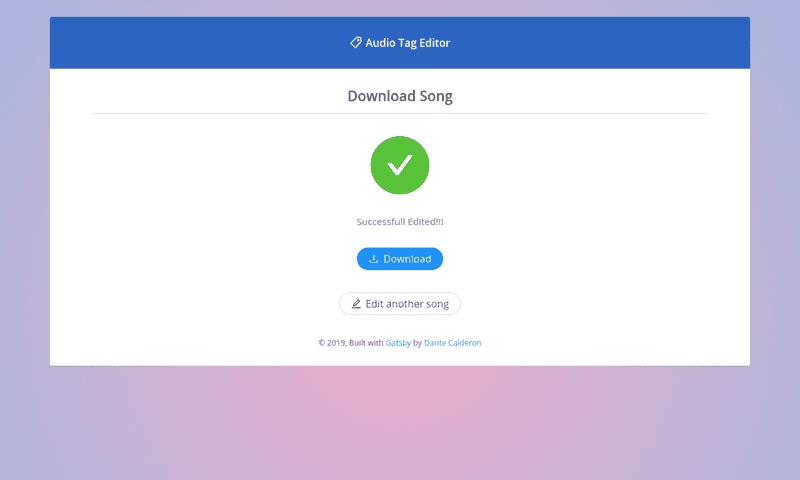 Audio Tag Editor
Download Song
Successfull Edited!!!
Download
Edit another song
© 2019, Built with Gatsby by Dante Calderon